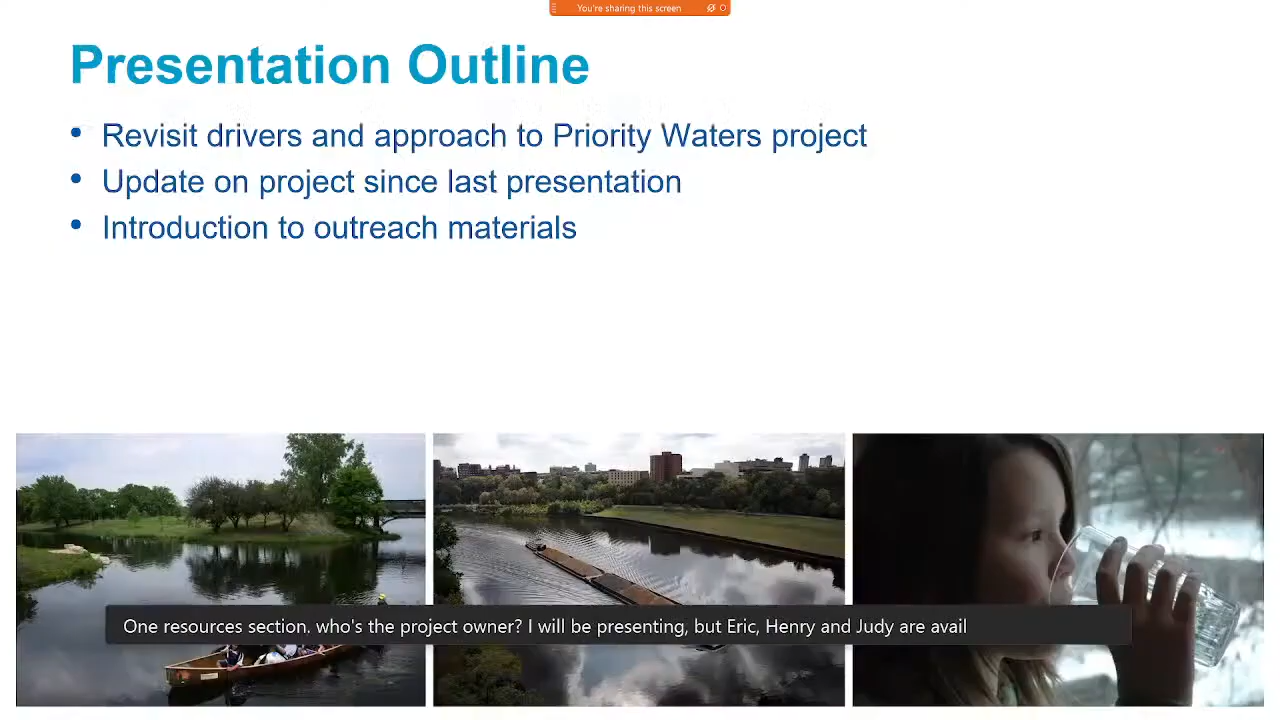 You're sharing this screen
Presentation Outline
• Revisit drivers and approach to Priority Waters project
• Update on project since last presentation
• Introduction to outreach materials
One resources section. who's the project owner? I will be presenting, but Eric, Henry and Judy are avail